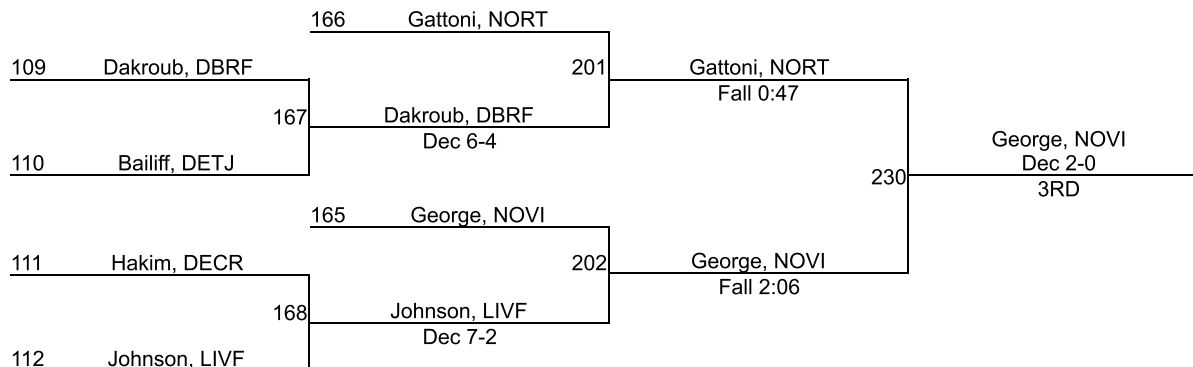 166 Gattoni, NORT
109 Dakroub, DBRF
201 Gattoni, NORT
Fall 0:47
167 Dakroub, DBRF
Dec 6-4
110 Bailiff, DETJ
George, NOVI
Dec 2-0
230
3RD
165 George, NOVI
111 Hakim, DECR
202 George, NOVI
Fall 2:06
168 Johnson, LIVF
Dec 7-2
112 Johnson, LIVF